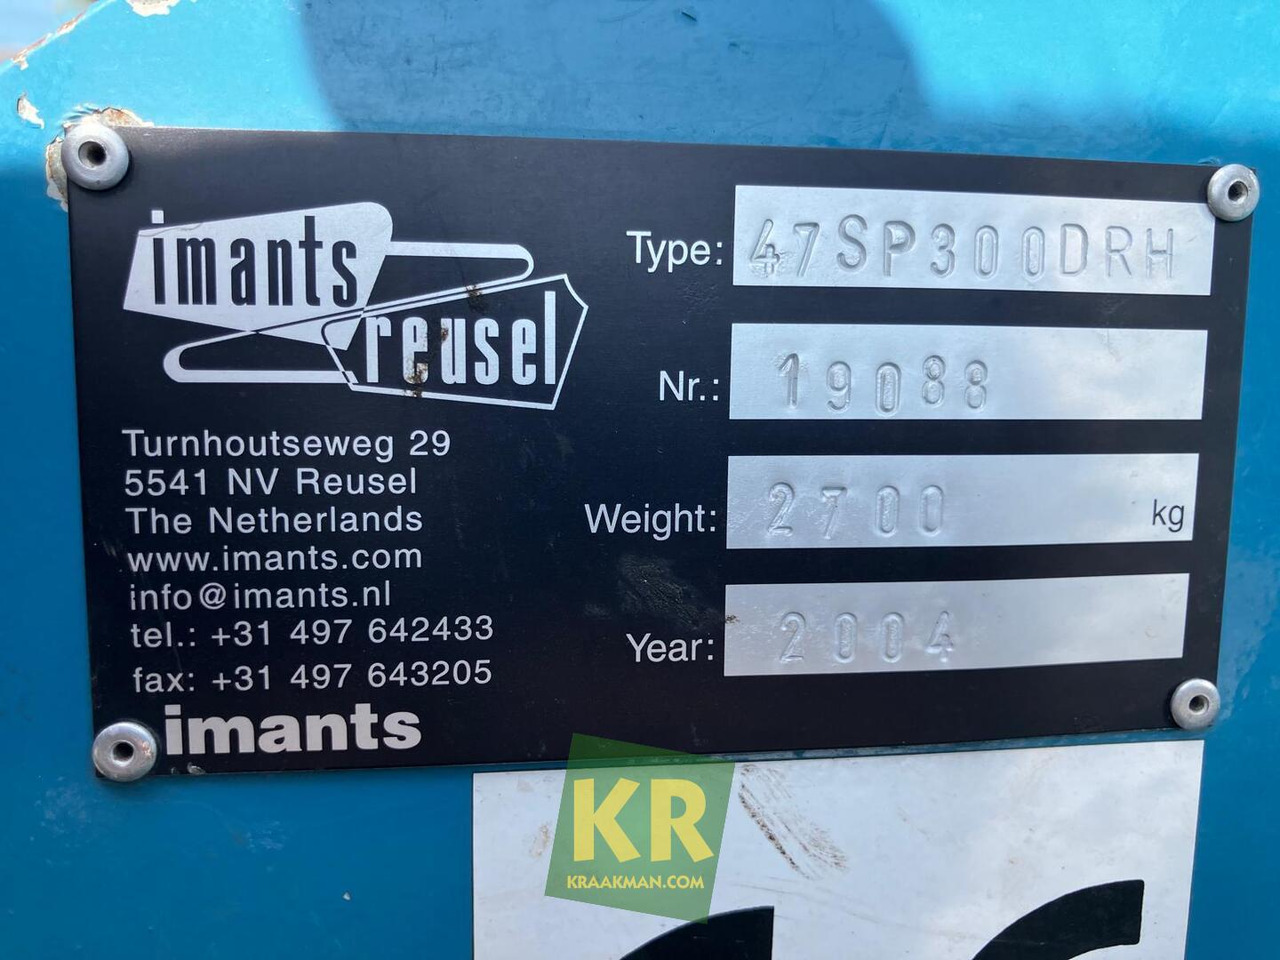 imants
reusel
Turnhoutseweg 29
5541 NV Reusel
The Netherlands
www.imants.com
info@imants.nl
tel.: +31 497 642433
fax: +31 497 643205
imants
Type: 47SP300DRH
Nr.: 19088
Weight: 2700 kg
Year: 2004
KR
KRAAKMAN.COM